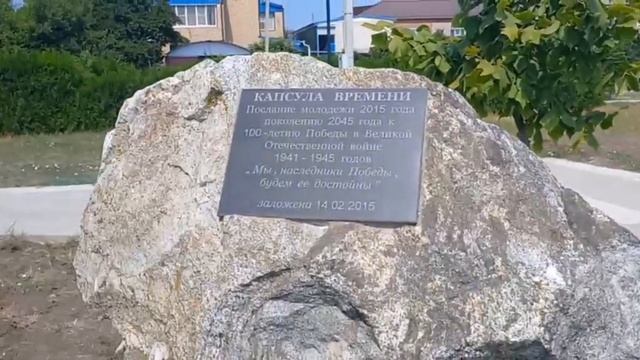 КАПСУЛА ВРЕМЕНИ
Послание молодежи 2015 года
поколению 2045 года к
100-летию Победы в Великой
Отечественной войне
1941 - 1945 годов
„Мы, наследники Победы,
будем её достойны"
заложена 14.02.2015